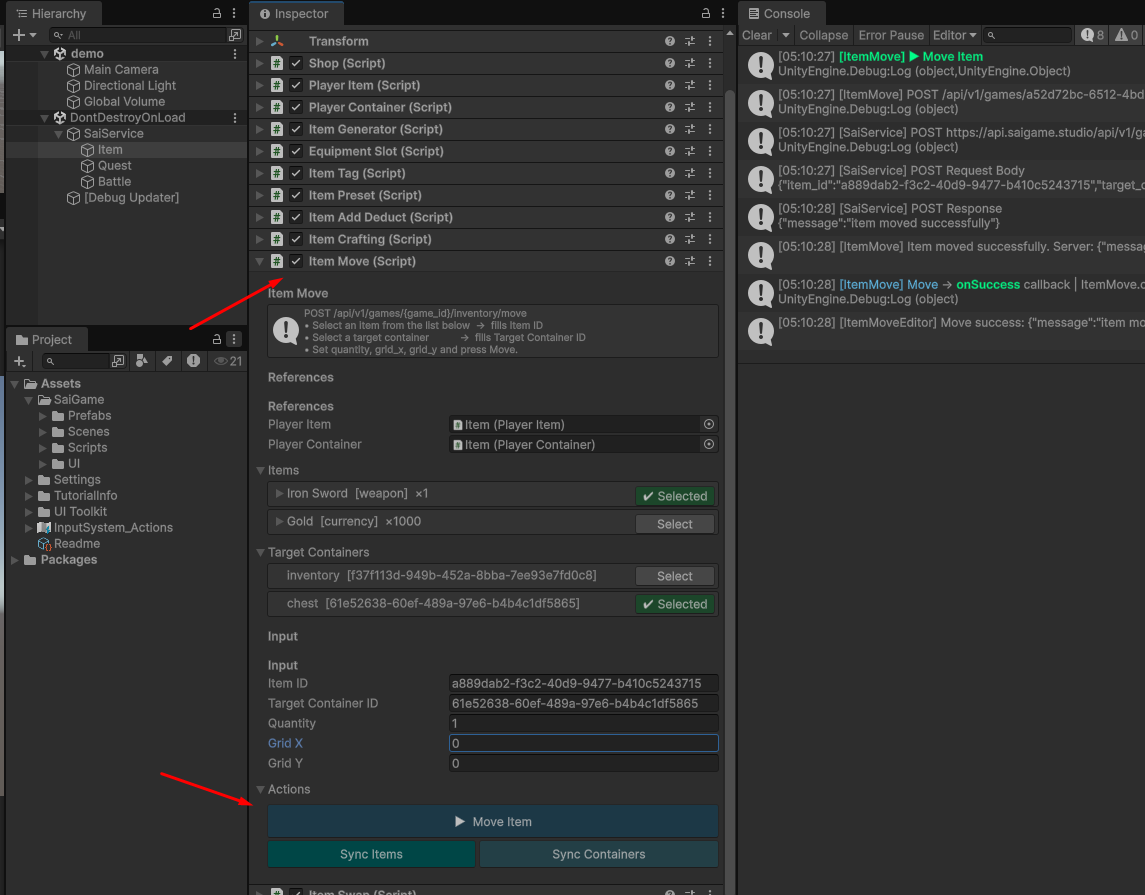 Hierarchy
All
demo
Main Camera
Directional Light
Global Volume
DontDestroyOnLoad
SaiService
Item
Quest
Battle
[Debug Updater]
Project
21
Assets
SaiGame
Prefabs
Scenes
Scripts
UI
Settings
TutorialInfo
UI Toolkit
InputSystem_Actions
Readme
Packages
Inspector
Transform
Shop (Script)
Player Item (Script)
Player Container (Script)
Item Generator (Script)
Equipment Slot (Script)
Item Tag (Script)
Item Preset (Script)
Item Add Deduct (Script)
Item Crafting (Script)
Item Move (Script)
Item Move
POST /api/v1/games/{game_id}/inventory/move
• Select an item from the list below → fills Item ID
• Select a target container → fills Target Container ID
• Set quantity, grid_x, grid_y and press Move.
References
References
Player Item Item (Player Item)
Player Container Item (Player Container)
Items
Iron Sword [weapon] ×1 ✔ Selected
Gold [currency] ×1000 Select
Target Containers
inventory [f37f113d-949b-452a-8bba-7ee93e7fd0c8] Select
chest [61e52638-60ef-489a-97e6-b4b4c1df5865] ✔ Selected
Input
Input
Item ID a889dab2-f3c2-40d9-9477-b410c5243715
Target Container ID 61e52638-60ef-489a-97e6-b4b4c1df5865
Quantity 1
Grid X 0
Grid Y 0
Actions
▶ Move Item
Sync Items Sync Containers
Item Swap (Script)
Console
Clear Collapse Error Pause Editor 8 0
[05:10:27] [ItemMove] ▶ Move Item
UnityEngine.Debug:Log (object,UnityEngine.Object)
[05:10:27] [ItemMove] POST /api/v1/games/a52d72bc-6512-4bd
UnityEngine.Debug:Log (object)
[05:10:27] [SaiService] POST https://api.saigame.studio/api/v1/ga
UnityEngine.Debug:Log (object)
[05:10:27] [SaiService] POST Request Body
{"item_id":"a889dab2-f3c2-40d9-9477-b410c5243715","target_c
[05:10:28] [SaiService] POST Response
{"message":"item moved successfully"}
[05:10:28] [ItemMove] Item moved successfully. Server: {"messa
[05:10:28] [ItemMove] Move → onSuccess callback | ItemMove.c
UnityEngine.Debug:Log (object)
[05:10:28] [ItemMoveEditor] Move success: {"message":"item mo